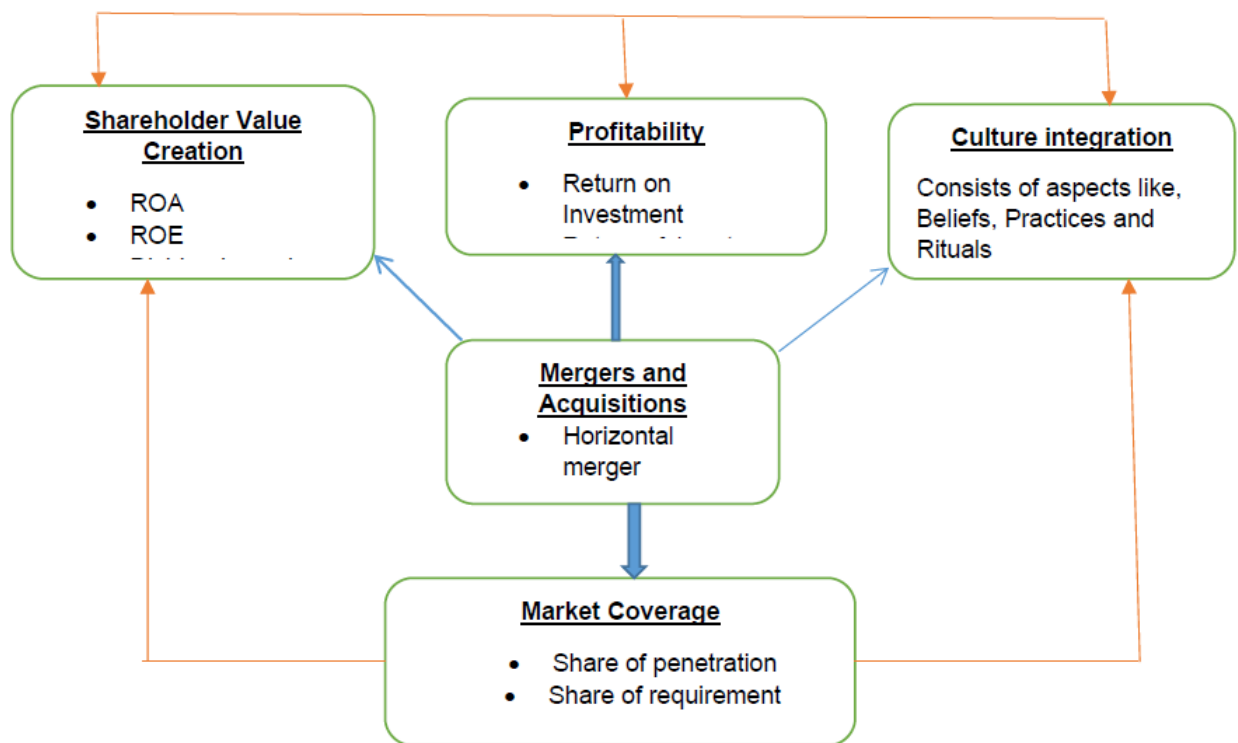 Shareholder Value
Creation
• ROA
• ROE
Profitability
• Return on
Investment
Culture integration
Consists of aspects like,
Beliefs, Practices and
Rituals
Mergers and
Acquisitions
• Horizontal
merger
Market Coverage
• Share of penetration
• Share of requirement